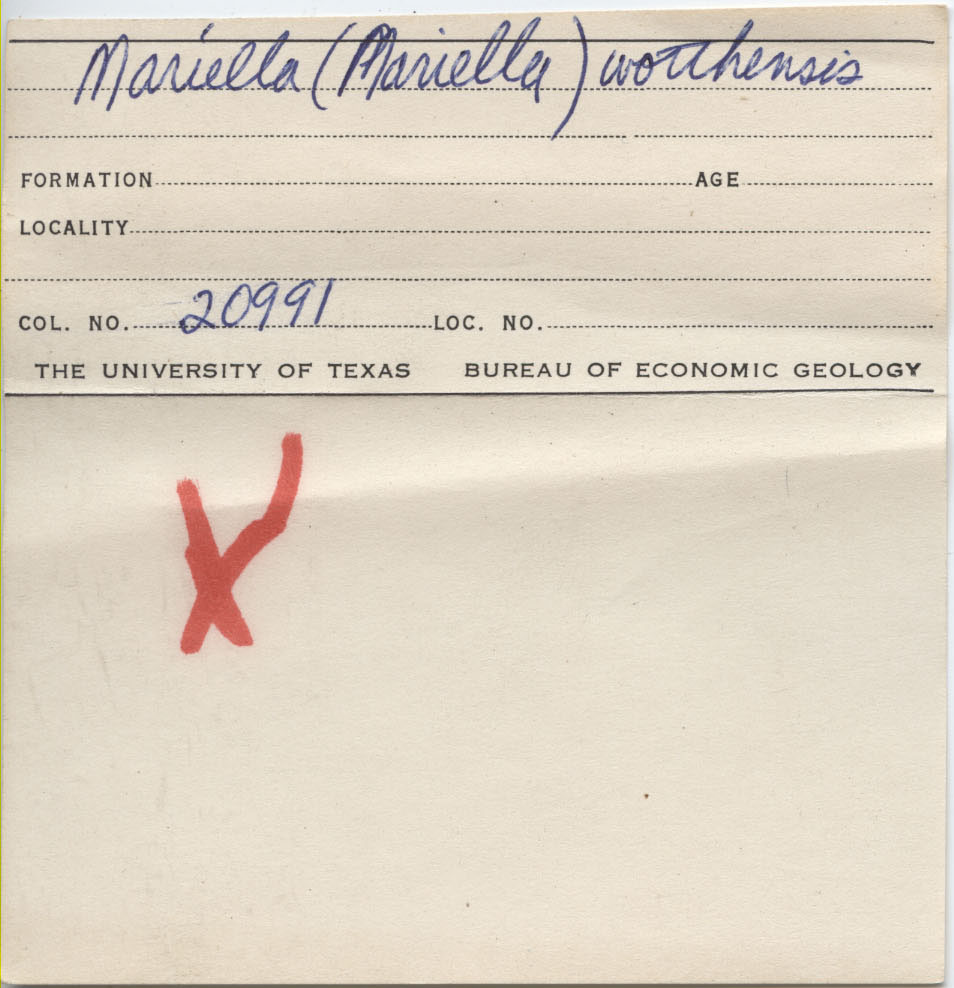 Mariella (Mariella) worthensis
FORMATION AGE
LOCALITY
COL. NO. 20991 LOC. NO.
THE UNIVERSITY OF TEXAS BUREAU OF ECONOMIC GEOLOGY
X